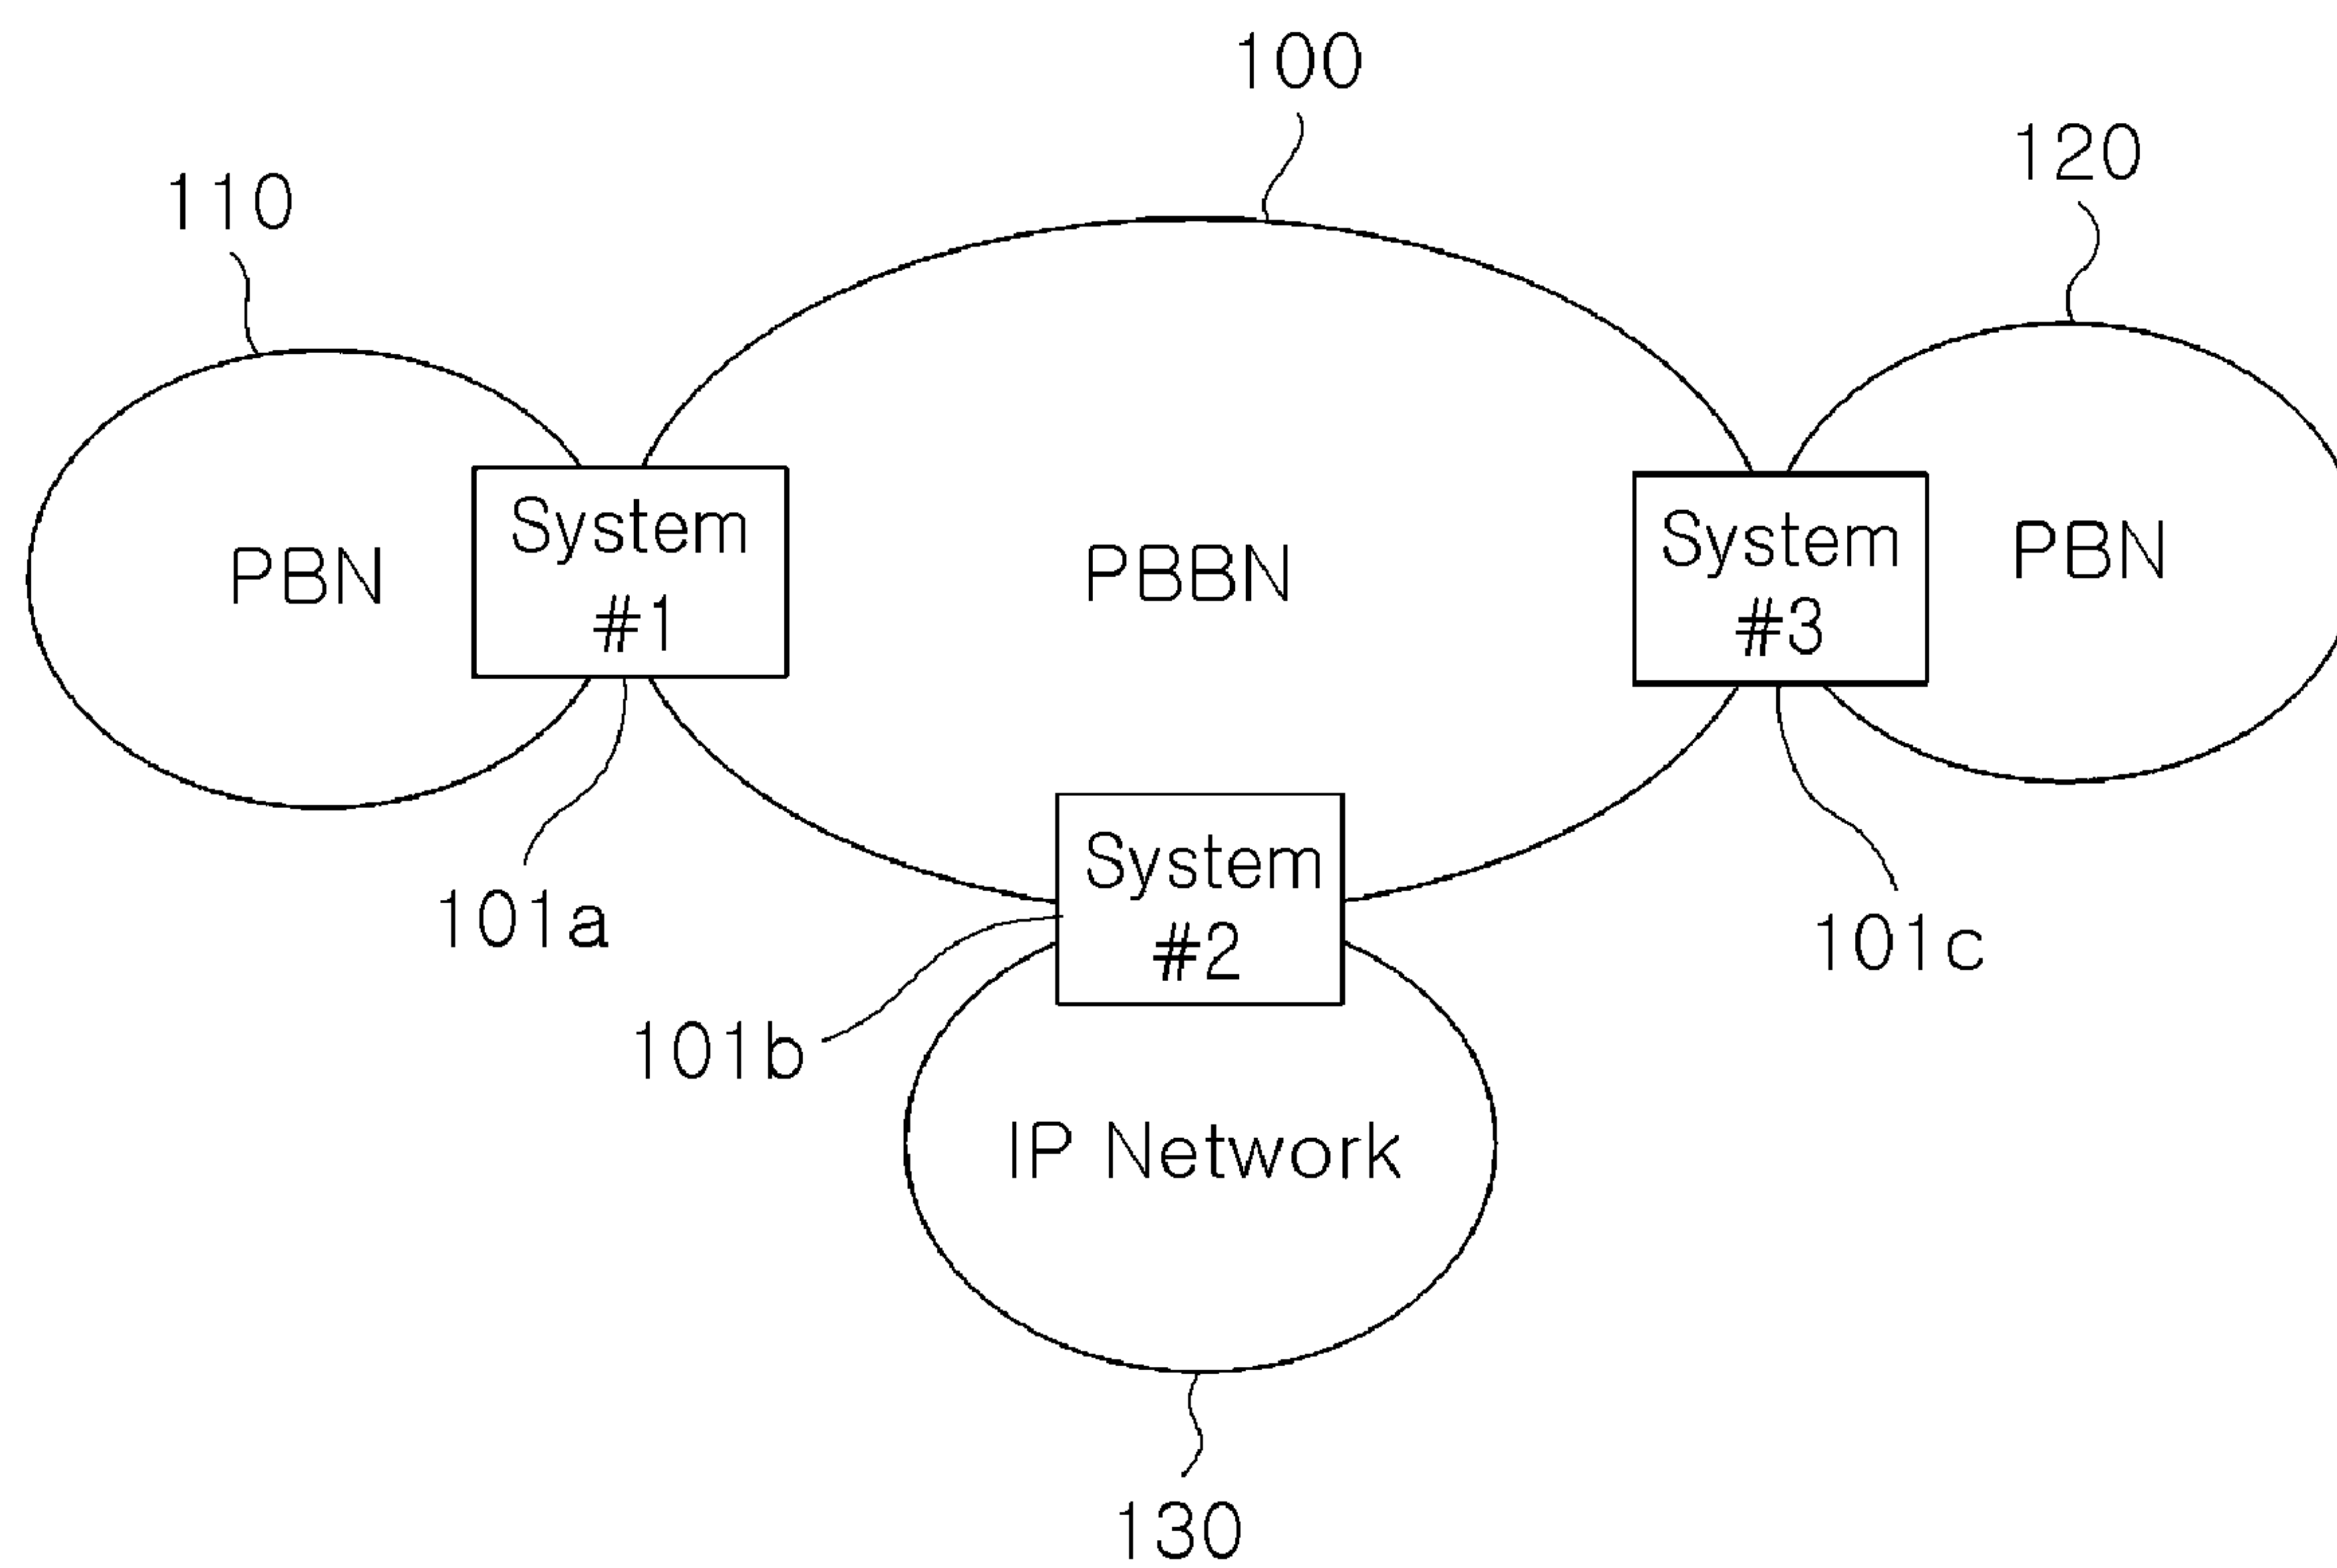 100
120
110
System
#1
System
#3
PBN
PBBN
PBN
System
#2
101a
101c
101b
IP Network
130